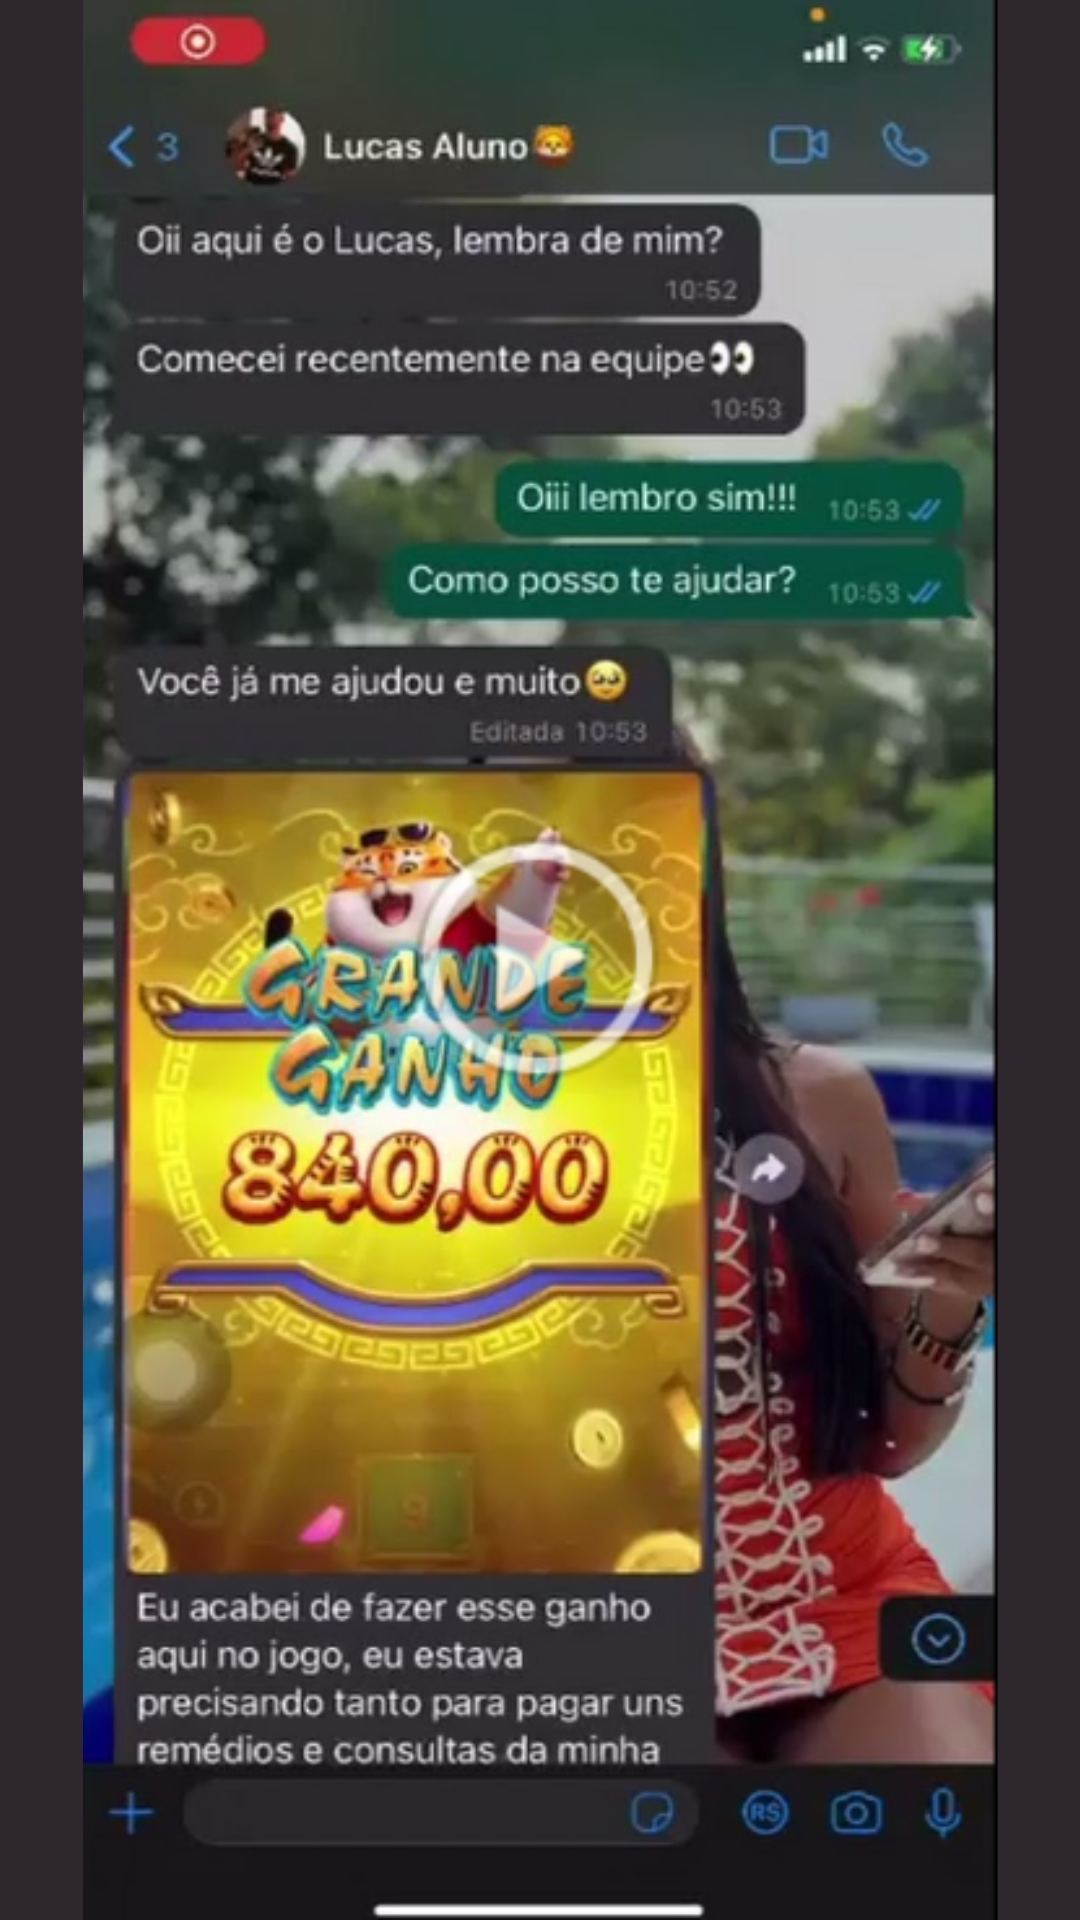 3
Lucas Aluno
Oii aqui é o Lucas, lembra de mim?
10:52
Comecei recentemente na equipe
10:53
Oiii lembro sim!!! 10:53
Como posso te ajudar? 10:53
Você já me ajudou e muito
Editada 10:53
GRANDE
GANHO
840,00
Eu acabei de fazer esse ganho
aqui no jogo, eu estava
precisando tanto para pagar uns
remédios e consultas da minha
R$